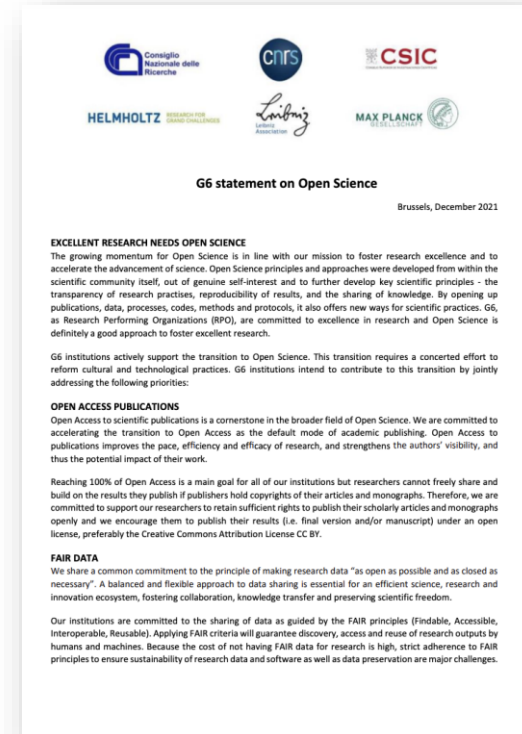 Consiglio
Nazionale delle
Ricerche
cnrs
CSIC
HELMHOLTZ RESEARCH FOR
GRAND CHALLENGES
Leibniz
Leibniz
Association
MAX PLANCK
GESELLSCHAFT
G6 statement on Open Science
Brussels, December 2021
EXCELLENT RESEARCH NEEDS OPEN SCIENCE
The growing momentum for Open Science is in line with our mission to foster research excellence and to
accelerate the advancement of science. Open Science principles and approaches were developed from within the
scientific community itself, out of genuine self-interest and to further develop key scientific principles - the
transparency of research practises, reproducibility of results, and the sharing of knowledge. By opening up
publications, data, processes, codes, methods and protocols, it also offers new ways for scientific practices. G6,
as Research Performing Organizations (RPO), are committed to excellence in research and Open Science is
definitely a good approach to foster excellent research.
G6 institutions actively support the transition to Open Science. This transition requires a concerted effort to
reform cultural and technological practices. G6 institutions intend to contribute to this transition by jointly
addressing the following priorities:
OPEN ACCESS PUBLICATIONS
Open Access to scientific publications is a cornerstone in the broader field of Open Science. We are committed to
accelerating the transition to Open Access as the default mode of academic publishing. Open Access to
publications improves the pace, efficiency and efficacy of research, and strengthens the authors' visibility, and
thus the potential impact of their work.
Reaching 100% of Open Access is a main goal for all of our institutions but researchers cannot freely share and
build on the results they publish if publishers hold copyrights of their articles and monographs. Therefore, we are
committed to support our researchers to retain sufficient rights to publish their scholarly articles and monographs
openly and we encourage them to publish their results (i.e. final version and/or manuscript) under an open
license, preferably the Creative Commons Attribution License CC BY.
FAIR DATA
We share a common commitment to the principle of making research data "as open as possible and as closed as
necessary". A balanced and flexible approach to data sharing is essential for an efficient science, research and
innovation ecosystem, fostering collaboration, knowledge transfer and preserving scientific freedom.
Our institutions are committed to the sharing of data as guided by the FAIR principles (Findable, Accessible,
Interoperable, Reusable). Applying FAIR criteria will guarantee discovery, access and reuse of research outputs by
humans and machines. Because the cost of not having FAIR data for research is high, strict adherence to FAIR
principles to ensure sustainability of research data and software as well as data preservation are major challenges.